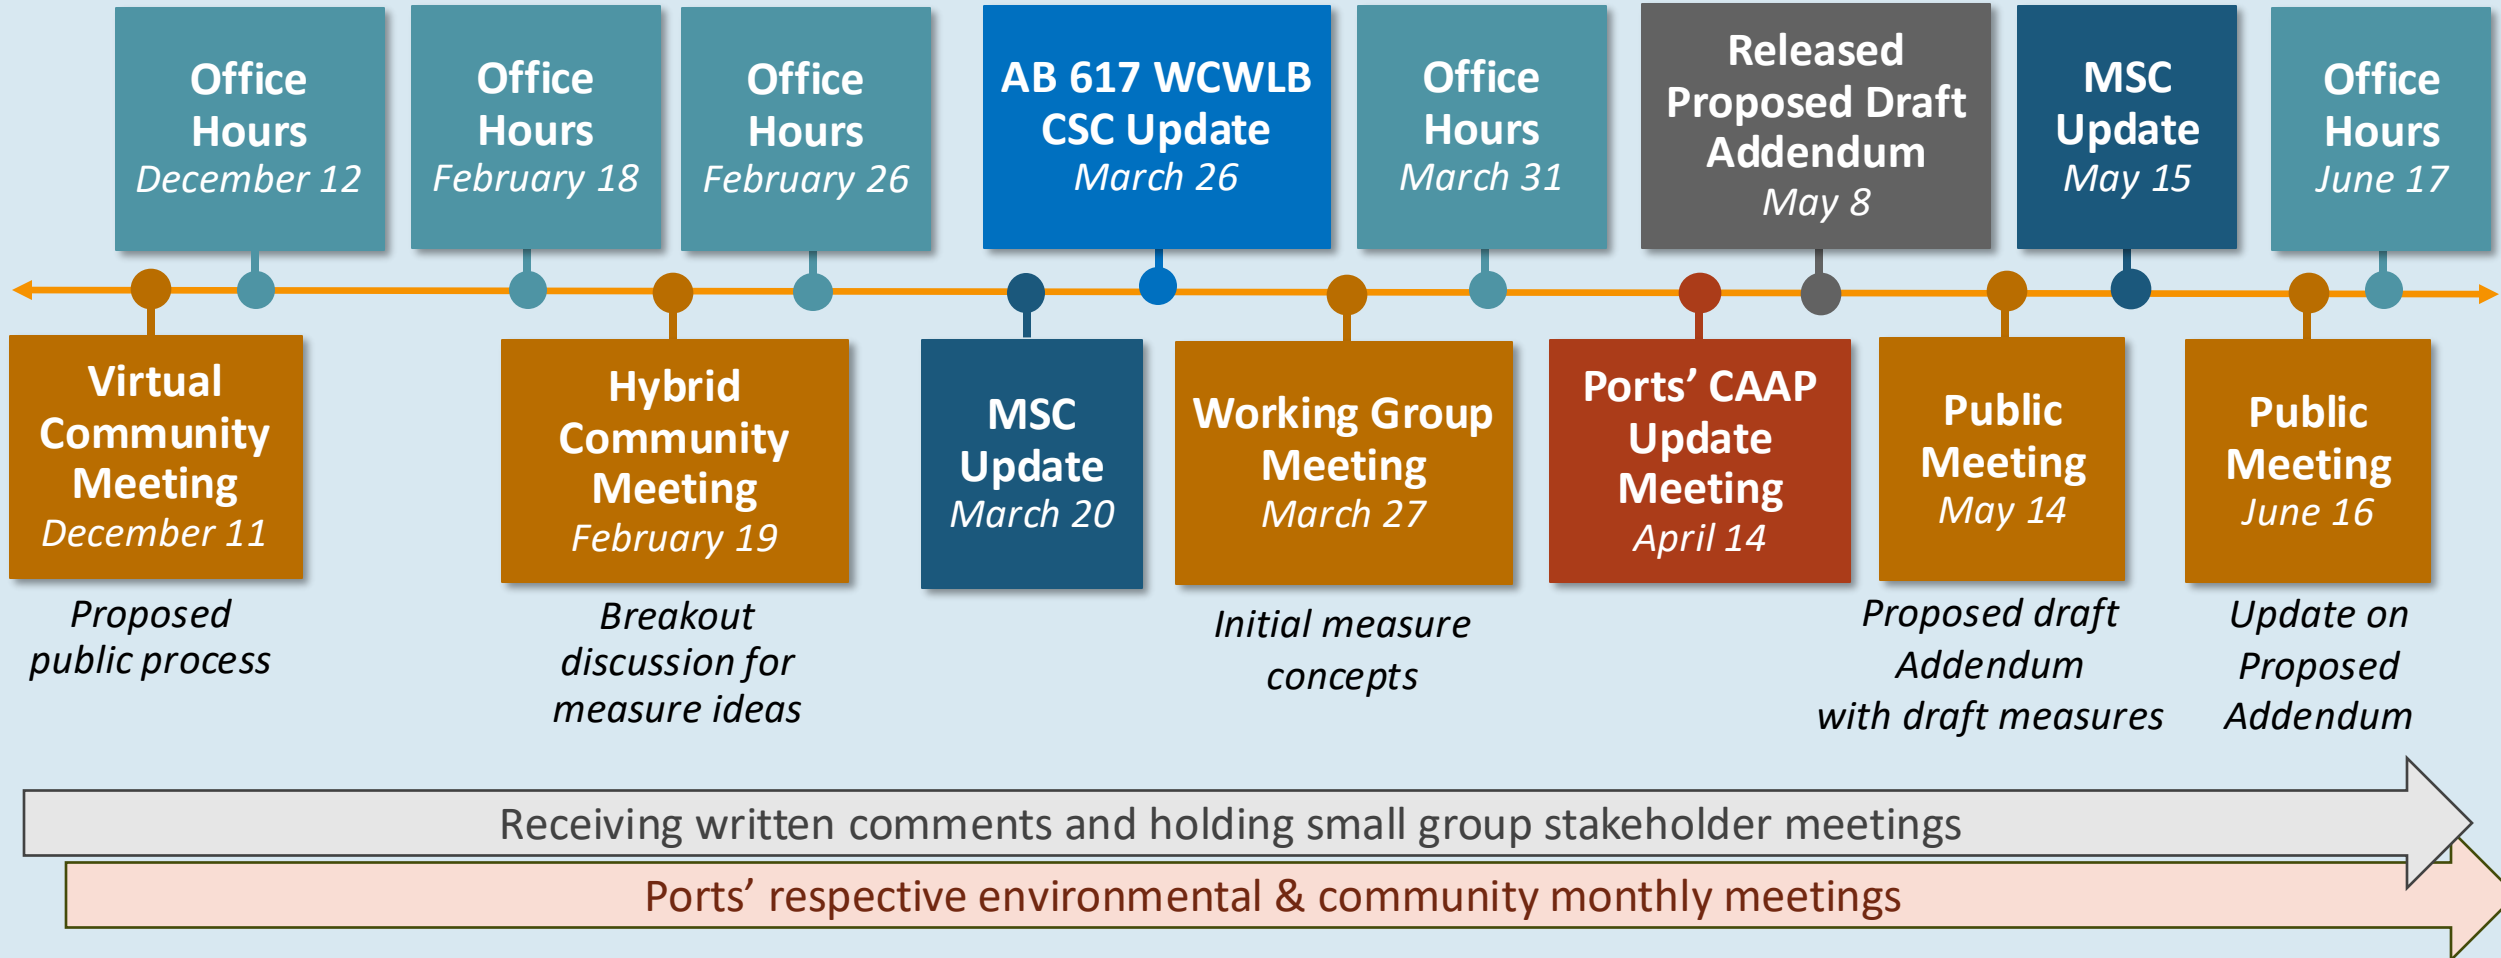 Office
Hours
December 12
Office
Hours
February 18
Office
Hours
February 26
AB 617 WCWLB
CSC Update
March 26
Office
Hours
March 31
Released
Proposed Draft
Addendum
May 8
MSC
Update
May 15
Office
Hours
June 17
Virtual
Community
Meeting
December 11
Proposed
public process
Hybrid
Community
Meeting
February 19
Breakout
discussion for
measure ideas
MSC
Update
March 20
Working Group
Meeting
March 27
Initial measure
concepts
Ports’ CAAP
Update
Meeting
April 14
Public
Meeting
May 14
Proposed draft
Addendum
with draft measures
Public
Meeting
June 16
Update on
Proposed
Addendum
Receiving written comments and holding small group stakeholder meetings
Ports’ respective environmental & community monthly meetings